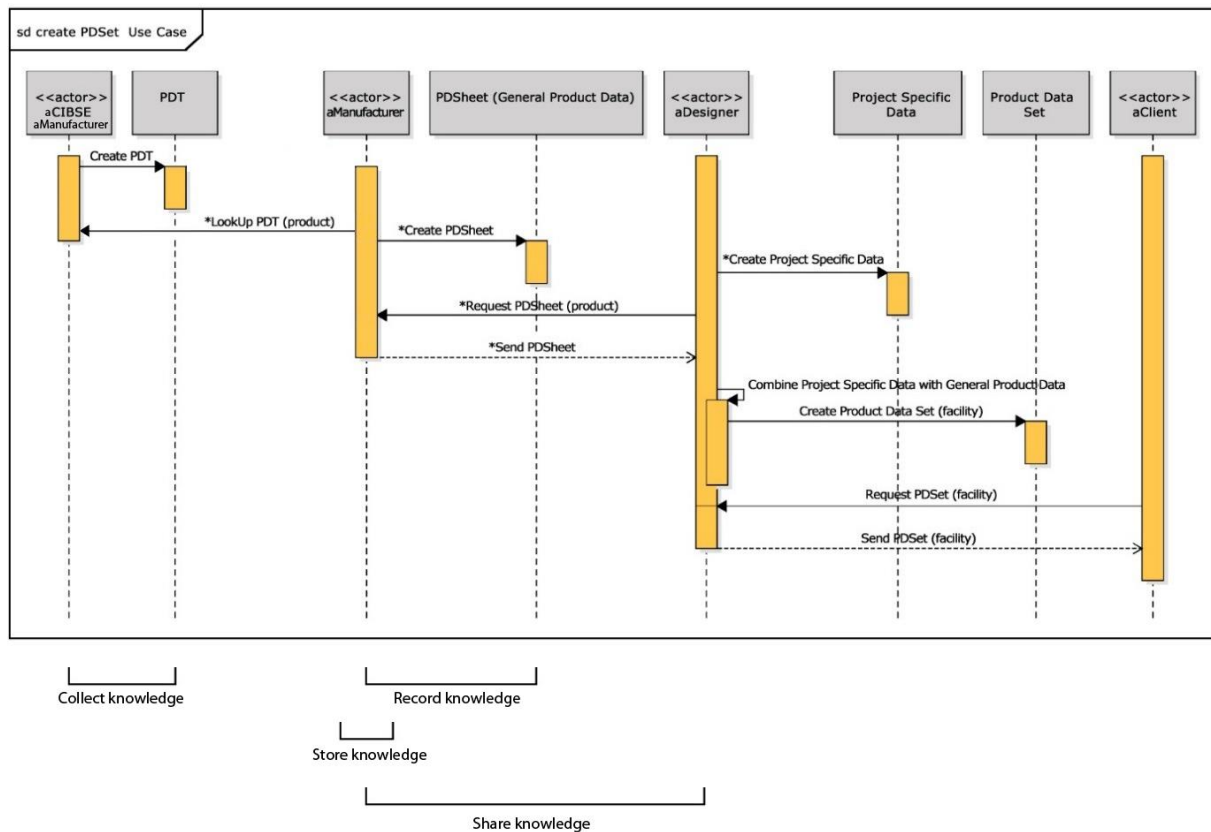 sd create PDSet Use Case
<<actor>>
aCIBSE
aManufacturer
PDT
<<actor>>
aManufacturer
PDSheet (General Product Data)
<<actor>>
aDesigner
Project Specific
Data
Product Data
Set
<<actor>>
aClient
Create PDT
*LookUp PDT (product)
*Create PDSheet
*Create Project Specific Data
*Request PDSheet (product)
*Send PDSheet
Combine Project Specific Data with General Product Data
Create Product Data Set (facility)
Request PDSet (facility)
Send PDSet (facility)
Collect knowledge
Record knowledge
Store knowledge
Share knowledge